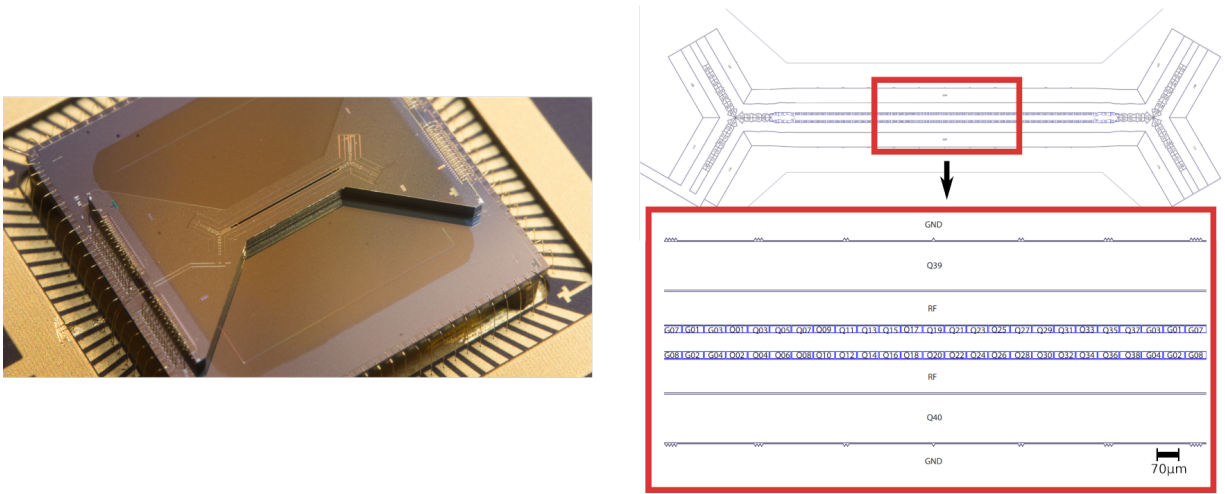 GND
Q39
RF
G07 G01 G03 Q01 Q03 Q05 Q07 Q09 Q11 Q13 Q15 Q17 Q19 Q21 Q23 Q25 Q27 Q29 Q31 Q33 Q35 Q37 G03 G01 G07
G08 G02 G04 Q02 Q04 Q06 Q08 Q10 Q12 Q14 Q16 Q18 Q20 Q22 Q24 Q26 Q28 Q30 Q32 Q34 Q36 Q38 G04 G02 G08
RF
Q40
GND
70μm